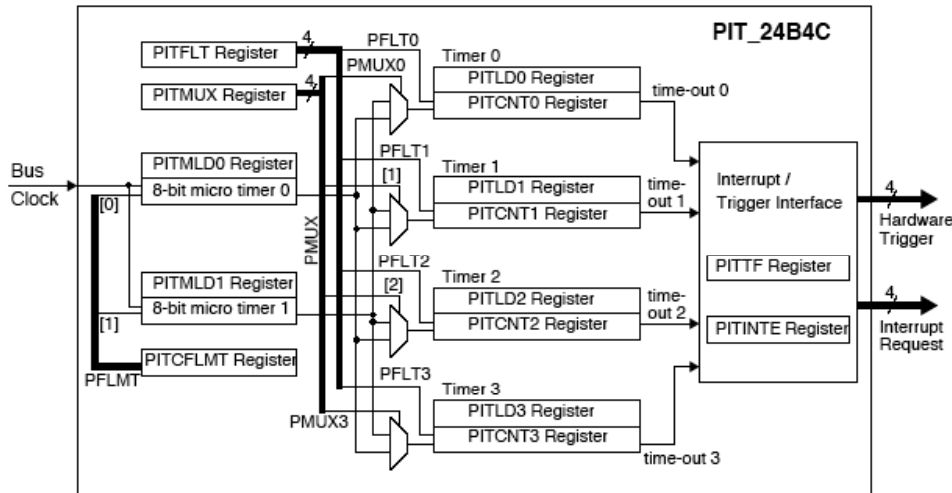 PIT_24B4C
PITFLT Register
4
PFLT0
Timer 0
PITMUX Register
4
PMUX0
PITLD0 Register
PITCNT0 Register
time-out 0
Bus
Clock
PITMLD0 Register
8-bit micro timer 0
[0]
PFLT1
[1]
Timer 1
PITLD1 Register
PITCNT1 Register
time-
out 1
Interrupt /
Trigger Interface
4
Hardware
Trigger
PMUX
PITMLD1 Register
8-bit micro timer 1
[1]
PFLT2
[2]
Timer 2
PITLD2 Register
PITCNT2 Register
time-
out 2
PITTF Register
PITINTE Register
4
Interrupt
Request
PITCFLMT Register
PFLMT
PFLT3
PMUX3
Timer 3
PITLD3 Register
PITCNT3 Register
time-out 3